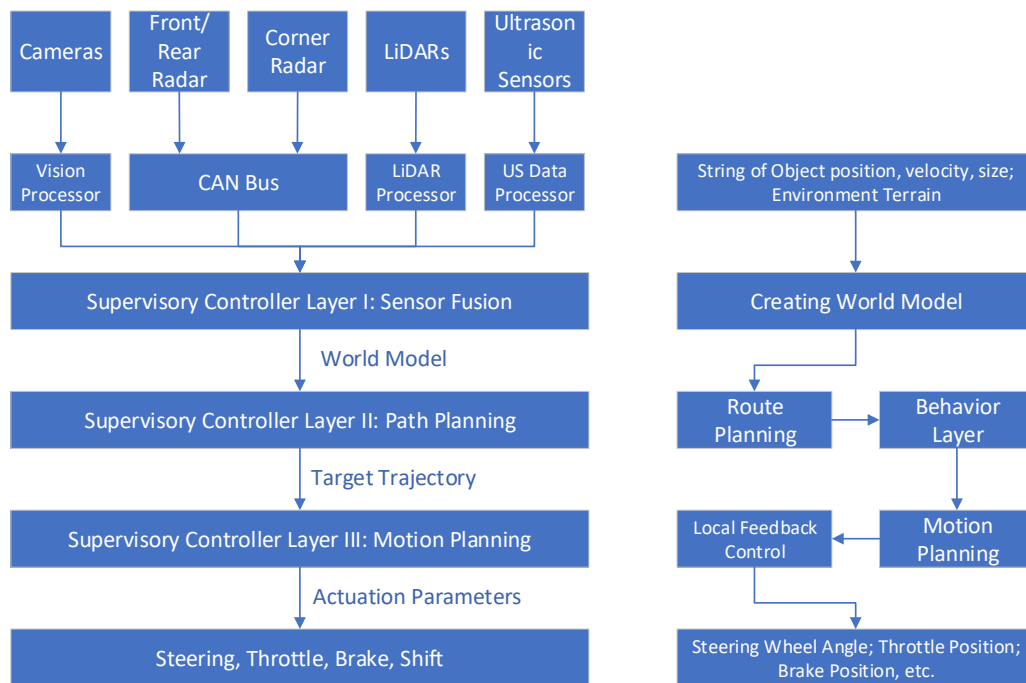 Cameras
Front/
Rear
Radar
Corner
Radar
LiDARs
Ultrason
ic
Sensors
Vision
Processor
CAN Bus
LiDAR
Processor
US Data
Processor
Supervisory Controller Layer I: Sensor Fusion
World Model
Supervisory Controller Layer II: Path Planning
Target Trajectory
Supervisory Controller Layer III: Motion Planning
Actuation Parameters
Steering, Throttle, Brake, Shift
String of Object position, velocity, size;
Environment Terrain
Creating World Model
Route
Planning
Behavior
Layer
Motion
Planning
Local Feedback
Control
Steering Wheel Angle; Throttle Position;
Brake Position, etc.